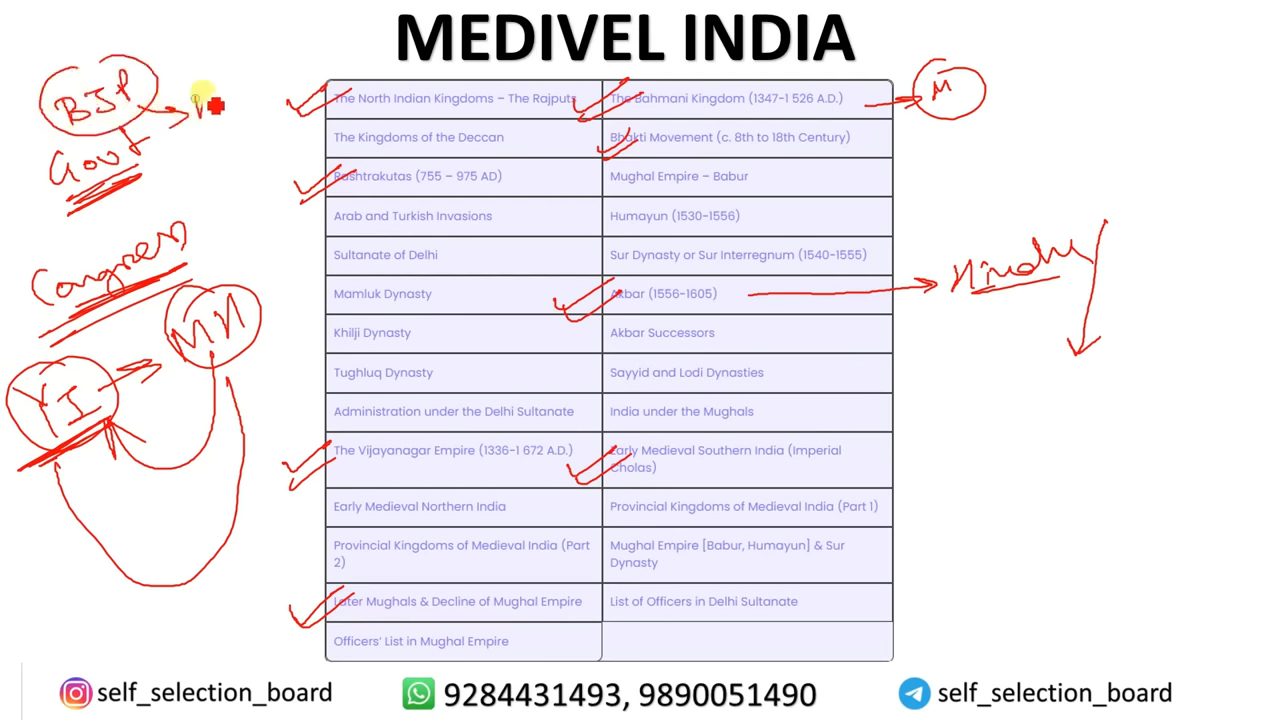 MEDIVEL INDIA
BJP
Govt
Congress
MN
YI
The North Indian Kingdoms – The Rajputs
The Bahmani Kingdom (1347-1 526 A.D.)
M
The Kingdoms of the Deccan
Bhakti Movement (c. 8th to 18th Century)
Rashtrakutas (755 – 975 AD)
Mughal Empire – Babur
Arab and Turkish Invasions
Humayun (1530-1556)
Sultanate of Delhi
Sur Dynasty or Sur Interregnum (1540-1555)
Mamluk Dynasty
Akbar (1556-1605)
Khilji Dynasty
Akbar Successors
Tughluq Dynasty
Sayyid and Lodi Dynasties
Administration under the Delhi Sultanate
India under the Mughals
The Vijayanagar Empire (1336-1 672 A.D.)
Early Medieval Southern India (Imperial
Cholas)
Early Medieval Northern India
Provincial Kingdoms of Medieval India (Part 1)
Provincial Kingdoms of Medieval India (Part
2)
Mughal Empire [Babur, Humayun] & Sur
Dynasty
Later Mughals & Decline of Mughal Empire
List of Officers in Delhi Sultanate
Officers' List in Mughal Empire
self_selection_board
9284431493, 9890051490
self_selection_board